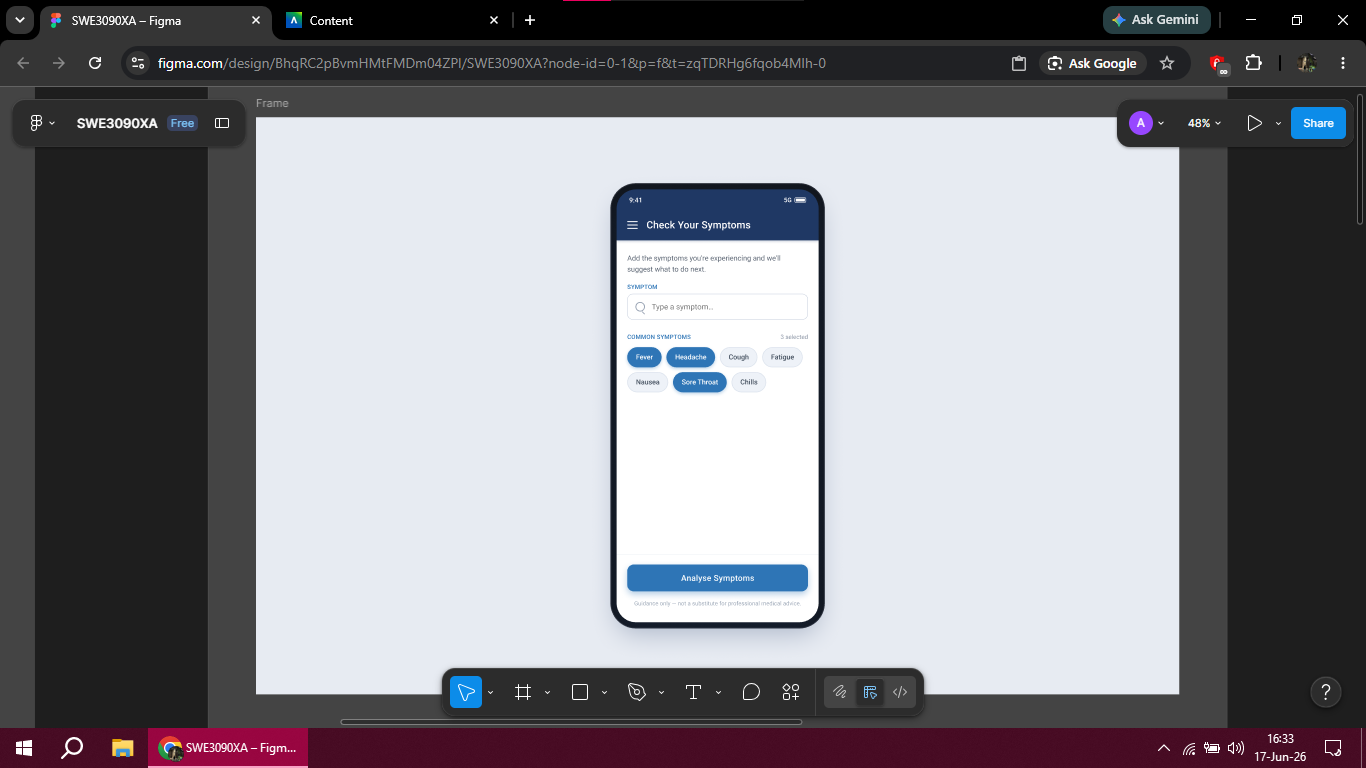 SWE3090XA – Figma
Content
Ask Gemini
figma.com/design/BhqRC2pBvmHMtFMDm04ZPI/SWE3090XA?node-id=0-1&p=f&t=zqTDRHg6fqob4Mlh-0
Ask Google
Frame
SWE3090XA Free
A
48%
Share
9:41
5G
Check Your Symptoms
Add the symptoms you're experiencing and we'll
suggest what to do next.
SYMPTOM
Type a symptom...
COMMON SYMPTOMS
3 selected
Fever Headache Cough Fatigue
Nausea Sore Throat Chills
Analyse Symptoms
Guidance only — not a substitute for professional medical advice.
?
SWE3090XA – Figm...
16:33
17-Jun-26